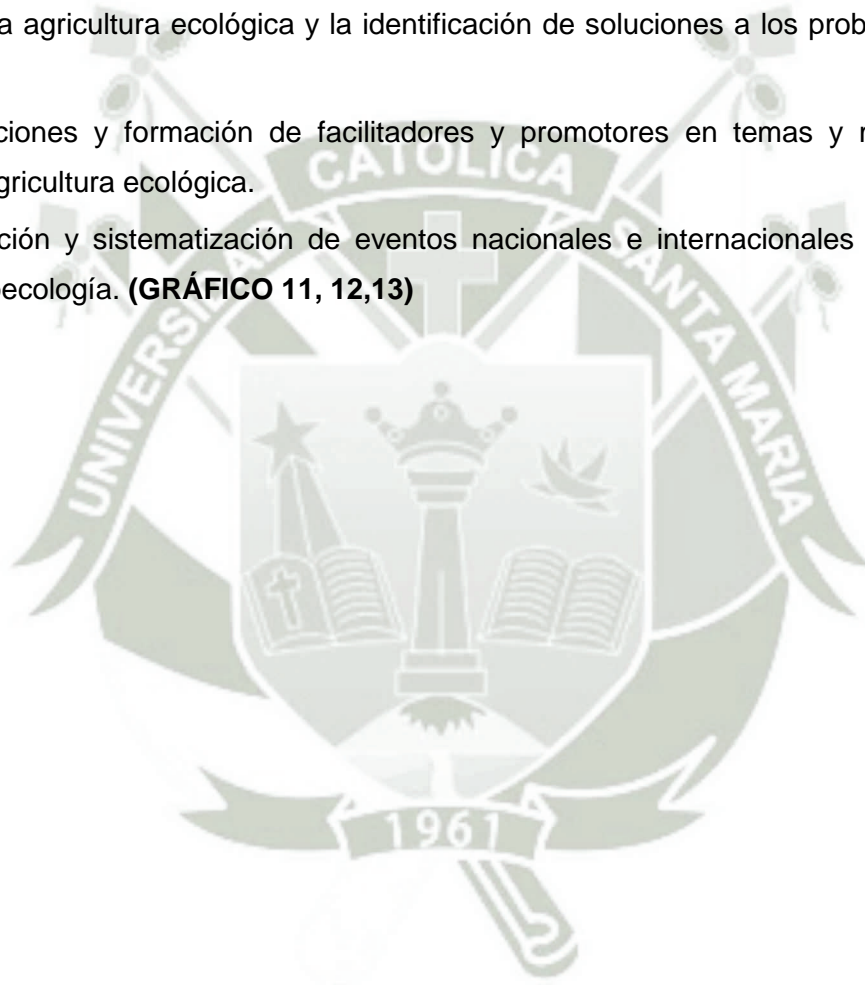 a agricultura ecológica y la identificación de soluciones a los prob
ciones y formación de facilitadores y promotores en temas y
gricultura ecológica.
ción y sistematización de eventos nacionales e internacionales
oecología. (GRÁFICO 11, 12,13)
UNIVERSIDAD CATOLICA SANTA MARIA
1961